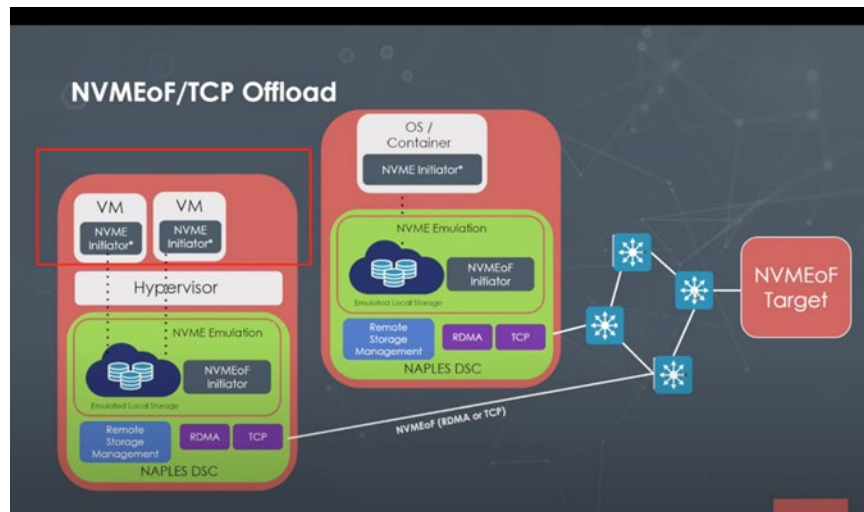 NVMEoF/TCP Offload
VM
NVME
Initiator*
VM
NVME
Initiator*
Hypervisor
NVME Emulation
NVMEoF
Initiator
Emulated Local Storage
Remote
Storage
Management
RDMA
TCP
NAPLES DSC
OS /
Container
NVME Initiator*
NVME Emulation
NVMEoF
Initiator
Emulated Local Storage
Remote
Storage
Management
RDMA
TCP
NAPLES DSC
NVMEoF (RDMA or TCP)
NVMEoF
Target